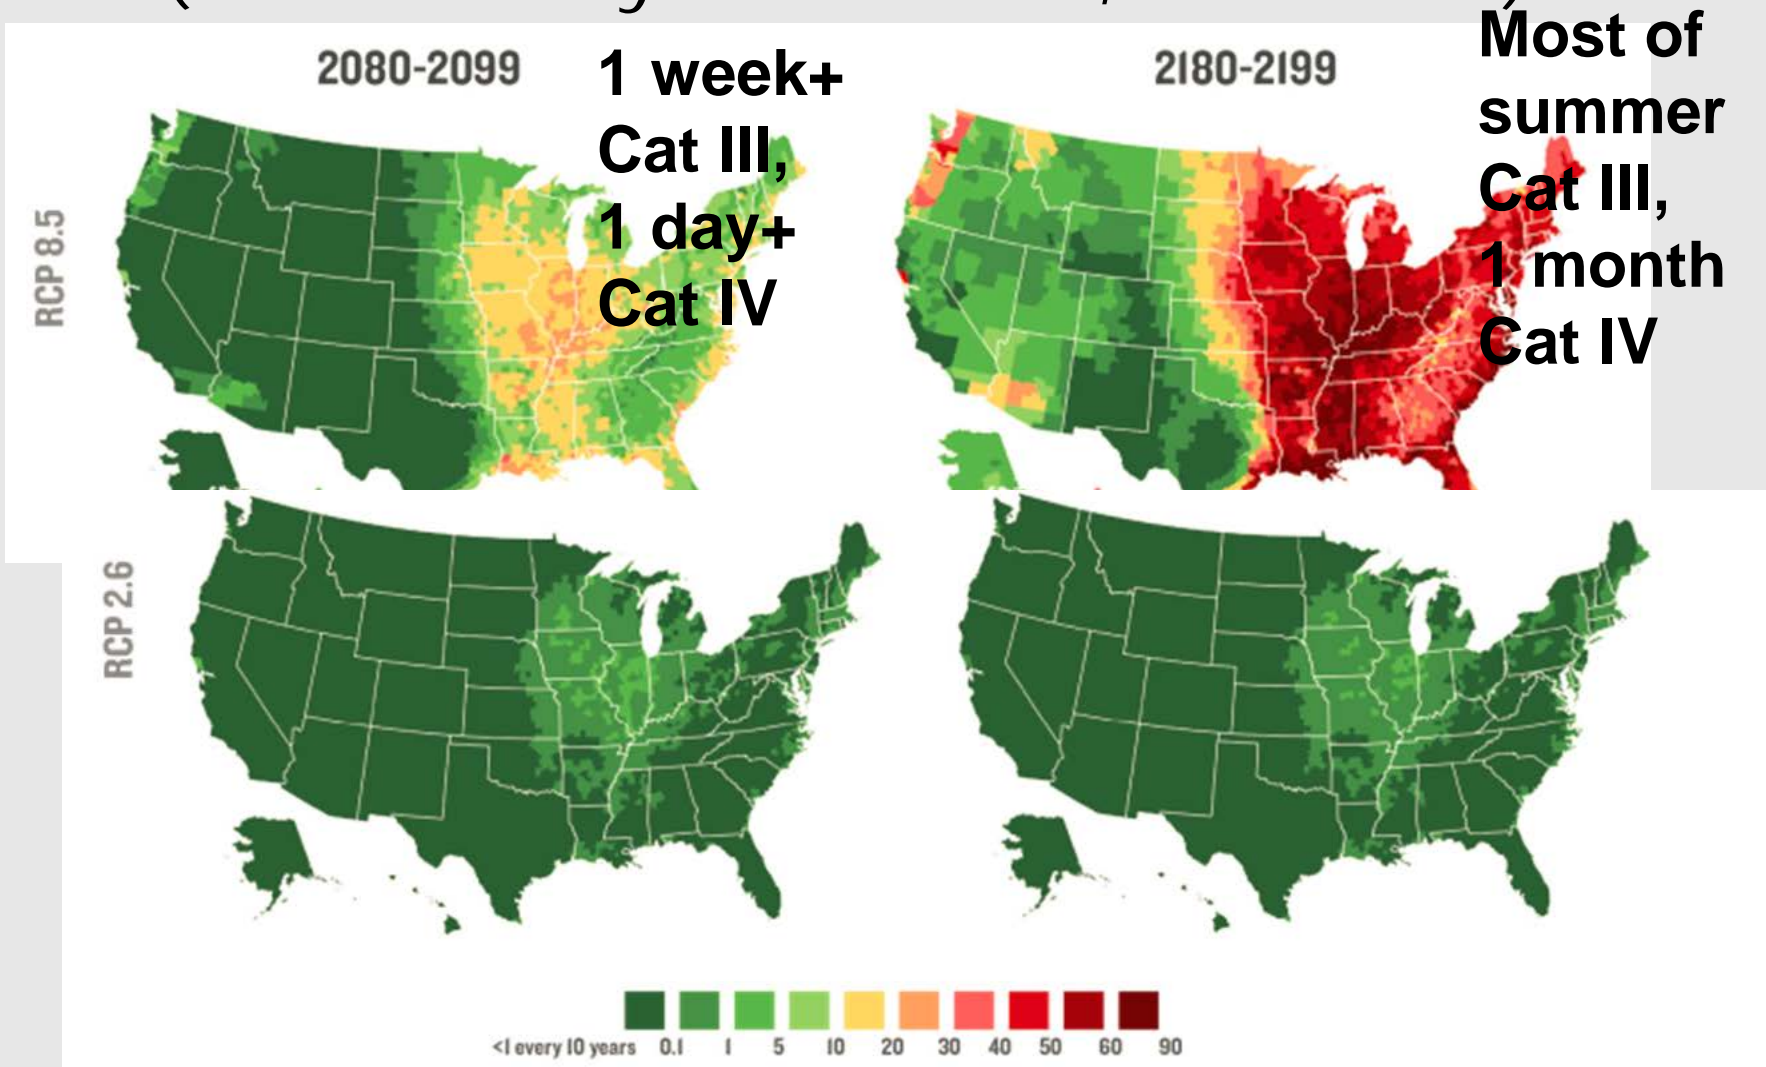 2080-2099
1 week+
Cat III,
1 day+
Cat IV
2180-2199
Most of
summer
Cat III,
1 month
Cat IV
RCP 8.5
RCP 2.6
<1 every 10 years 0.1 1 5 10 20 30 40 50 60 90